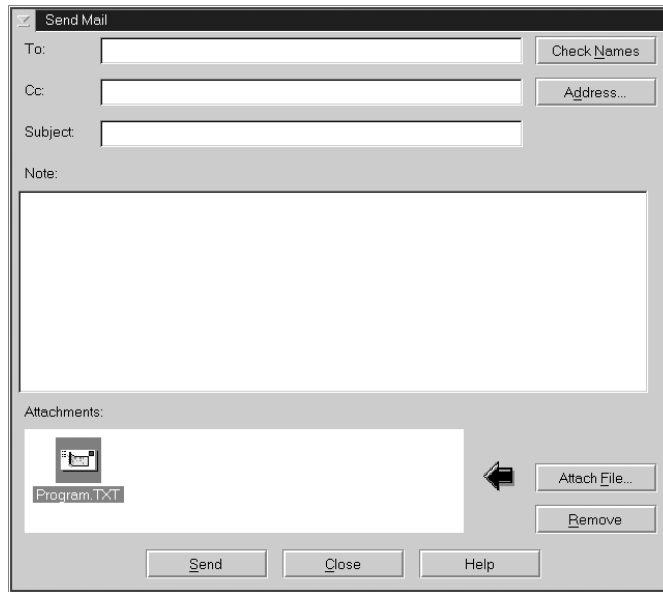 Send Mail
To:
Check Names
Cc:
Address...
Subject:
Note:
Attachments:
Program.TXT
Attach File...
Remove
Send
Close
Help